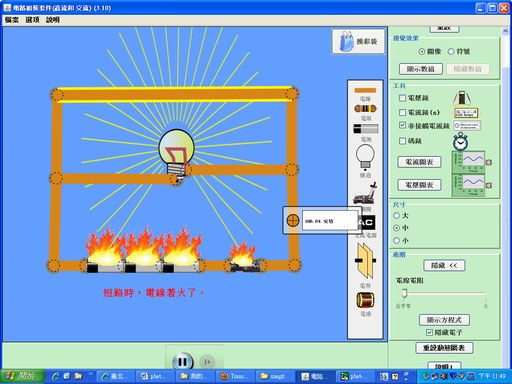 電路組裝套件(直流和交流) (3.10)
檔案 選項 說明
換彩袋
重設
視覺效果
圖像
符號
顯示數值
隱藏數值
工具
電壓錶
電流錶(s)
非接觸電流錶
碼錶
電流圖表
電壓圖表
尺寸
大
中
小
進階
隱藏 <<
電線電阻
近乎零
大
顯示方程式
隱藏電子
重設動態圖表
說明!
電線
電阻
電池
燈泡
開關
AC
交流電源
電容
電感
108.04 安培
短路時，電線著火了。
開始
臺北...
phet...
我的...
snagit
電路...
phet-...
下午 11:49